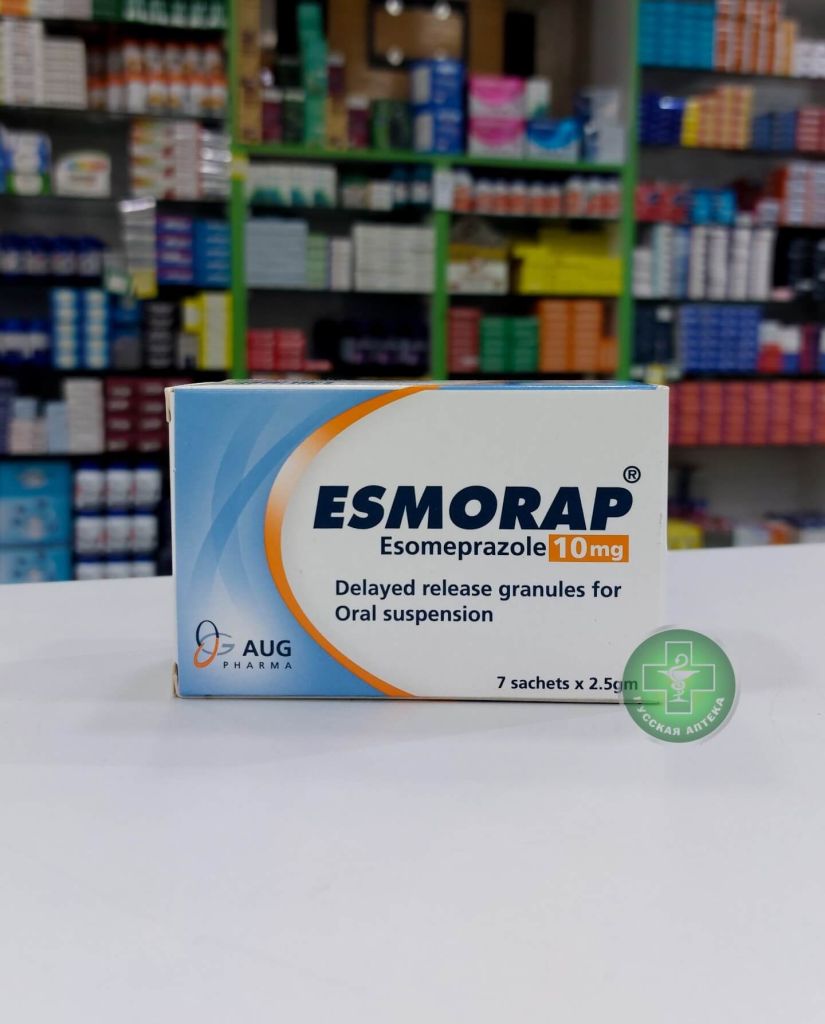 ESMORAP®
Esomeprazole 10mg
Delayed release granules for
Oral suspension
AUG
PHARMA
7 sachets x 2.5gm
РУССКАЯ АПТЕКА